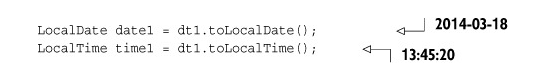 LocalDate date1 = dt1.toLocalDate();
2014-03-18
LocalTime time1 = dt1.toLocalTime();
13:45:20